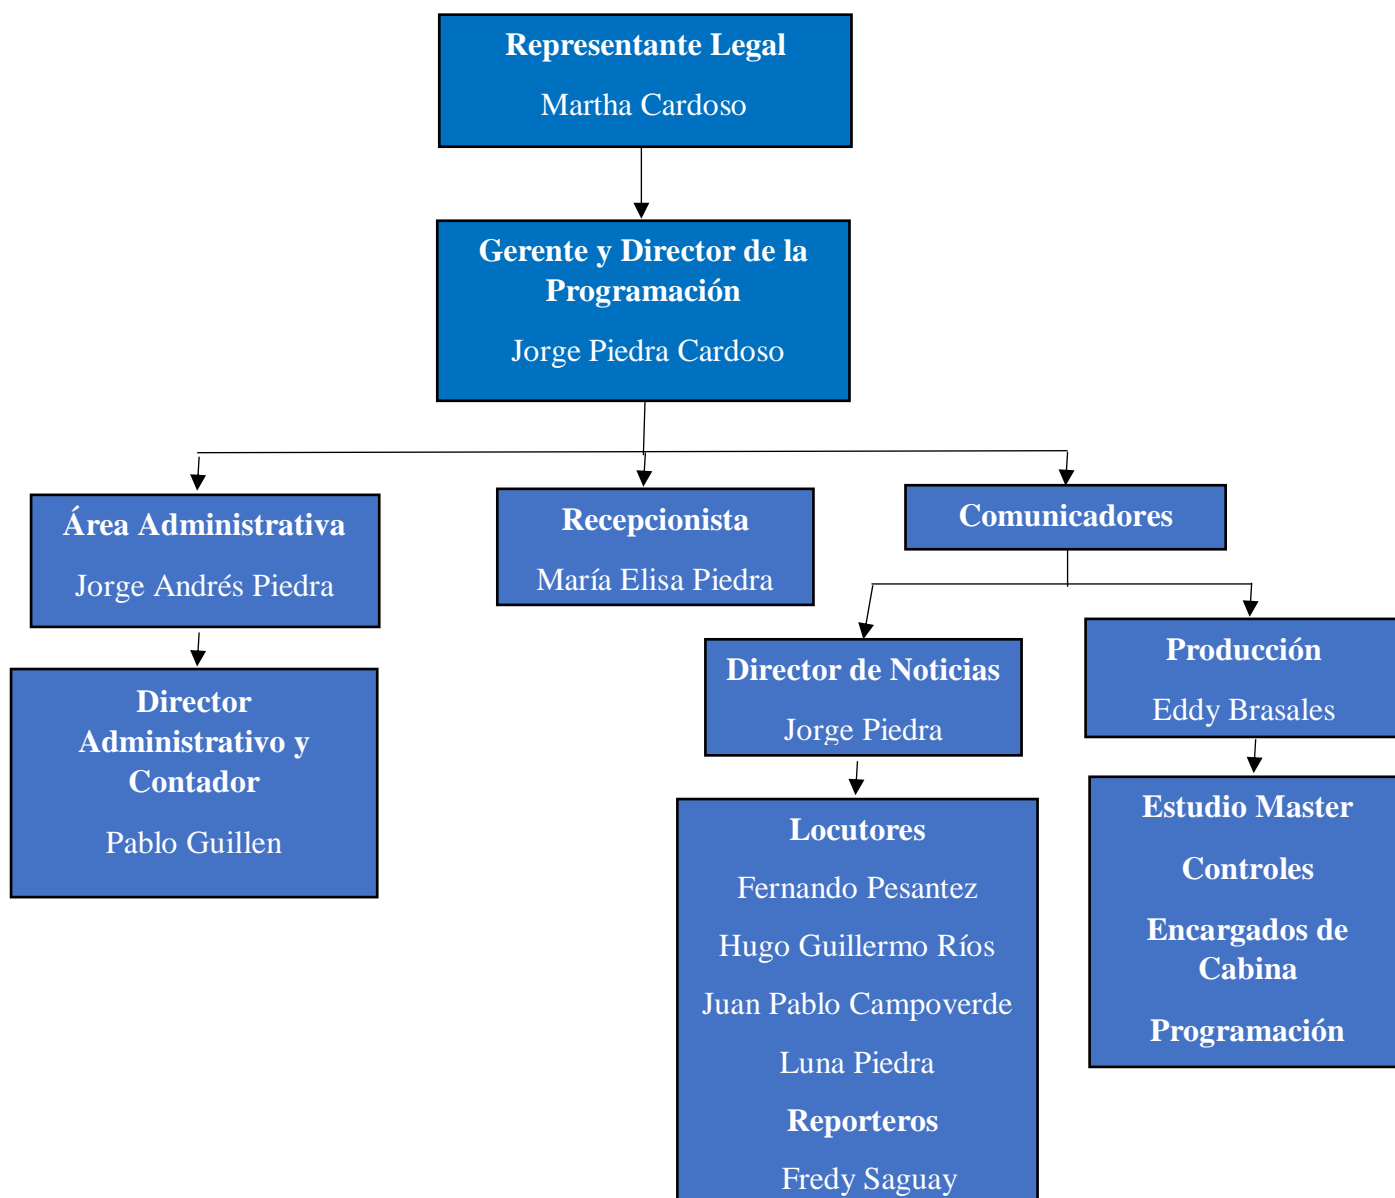 Representante Legal
Martha Cardoso
Gerente y Director de la
Programación
Jorge Piedra Cardoso
Área Administrativa
Jorge Andrés Piedra
Recepcionista
María Elisa Piedra
Comunicadores
Director
Administrativo y
Contador
Pablo Guillen
Director de Noticias
Jorge Piedra
Producción
Eddy Brasales
Locutores
Fernando Pesantez
Hugo Guillermo Ríos
Juan Pablo Campoverde
Luna Piedra
Reporteros
Fredy Saguay
Estudio Master
Controles
Encargados de
Cabina
Programación